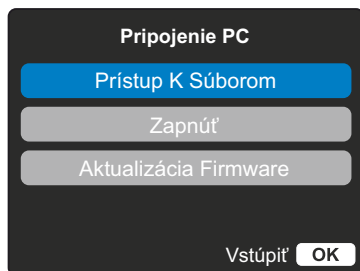 Pripojenie PC
Prístup K Súborom
Zapnúť
Aktualizácia Firmware
Vstúpiť OK